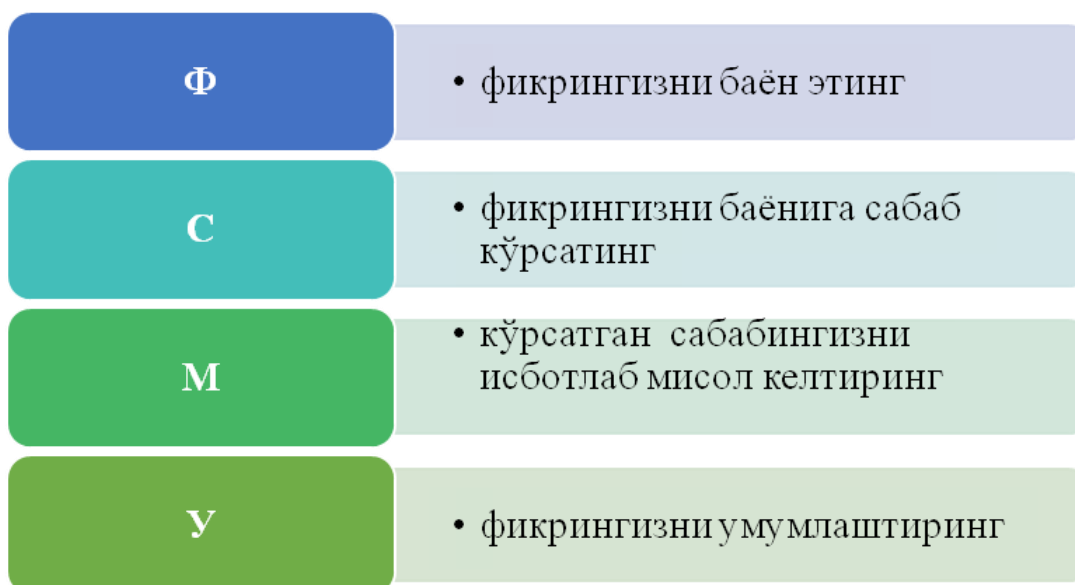 Ф
• фикрингизни баён этинг
С
• фикрингизни баёнига сабаб
кўрсатинг
М
• кўрсатган сабабингизни
исботлаб мисол келтиринг
У
• фикрингизни умумлаштиринг